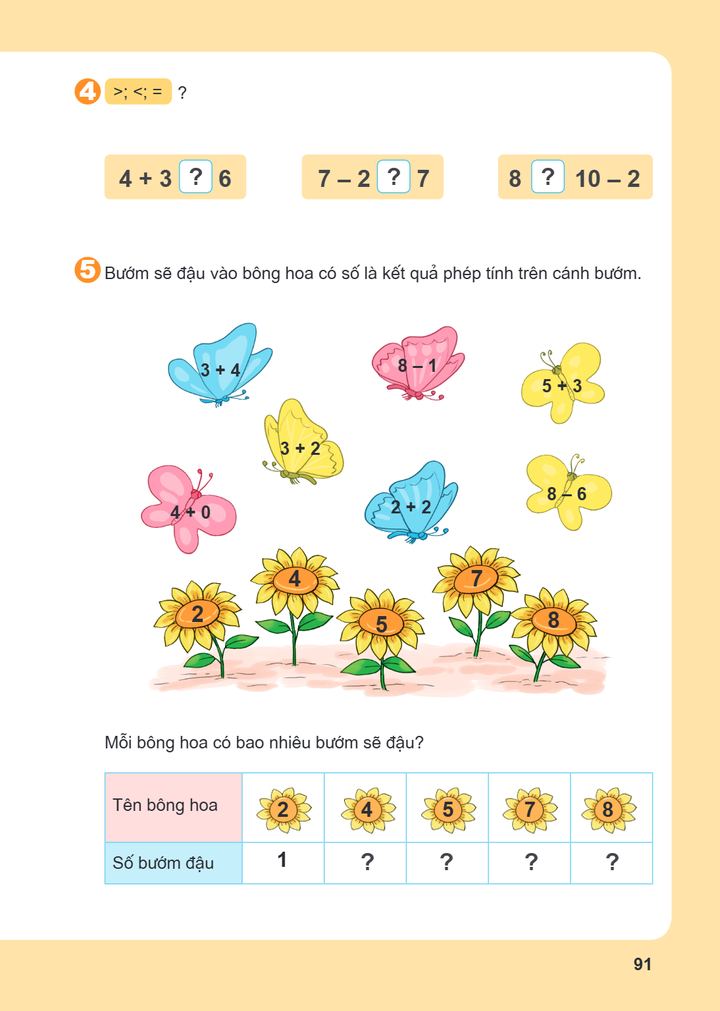 4 >; <; = ?
4 + 3 ? 6 7 – 2 ? 7 8 ? 10 – 2
5 Bướm sẽ đậu vào bông hoa có số là kết quả phép tính trên cánh bướm.
3 + 4
8 – 1
5 + 3
3 + 2
4 + 0
2 + 2
8 – 6
2
4
5
7
8
Mỗi bông hoa có bao nhiêu bướm sẽ đậu?
Tên bông hoa 2 4 5 7 8
Số bướm đậu 1 ? ? ? ?
91